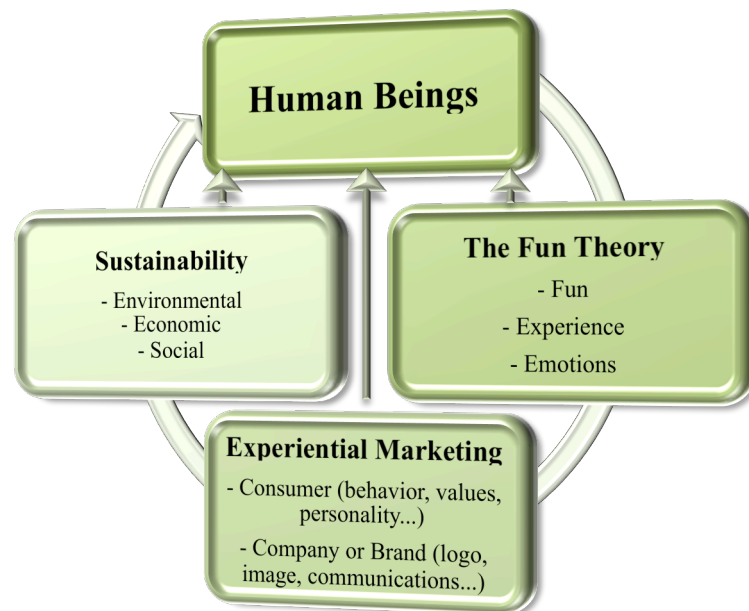 Human Beings
Sustainability
- Environmental
- Economic
- Social
The Fun Theory
- Fun
- Experience
- Emotions
Experiential Marketing
- Consumer (behavior, values,
personality...)
- Company or Brand (logo,
image, communications...)